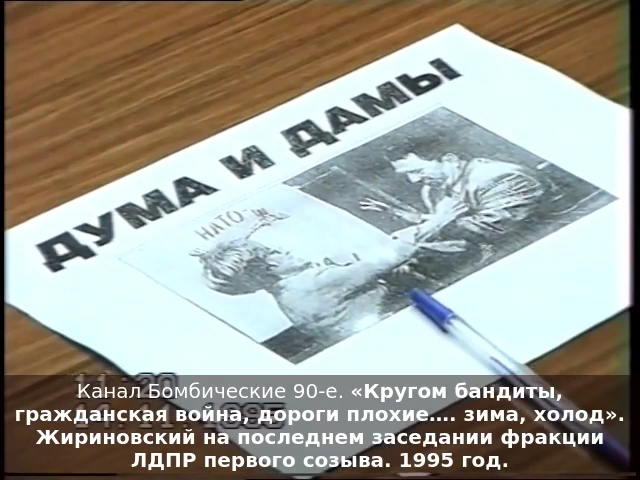 ДУМА И ДАМЫ
НАТО
Канал Бомбические 90-е. «Кругом бандиты,
гражданская война, дороги плохие…. зима, холод».
Жириновский на последнем заседании фракции
ЛДПР первого созыва. 1995 год.